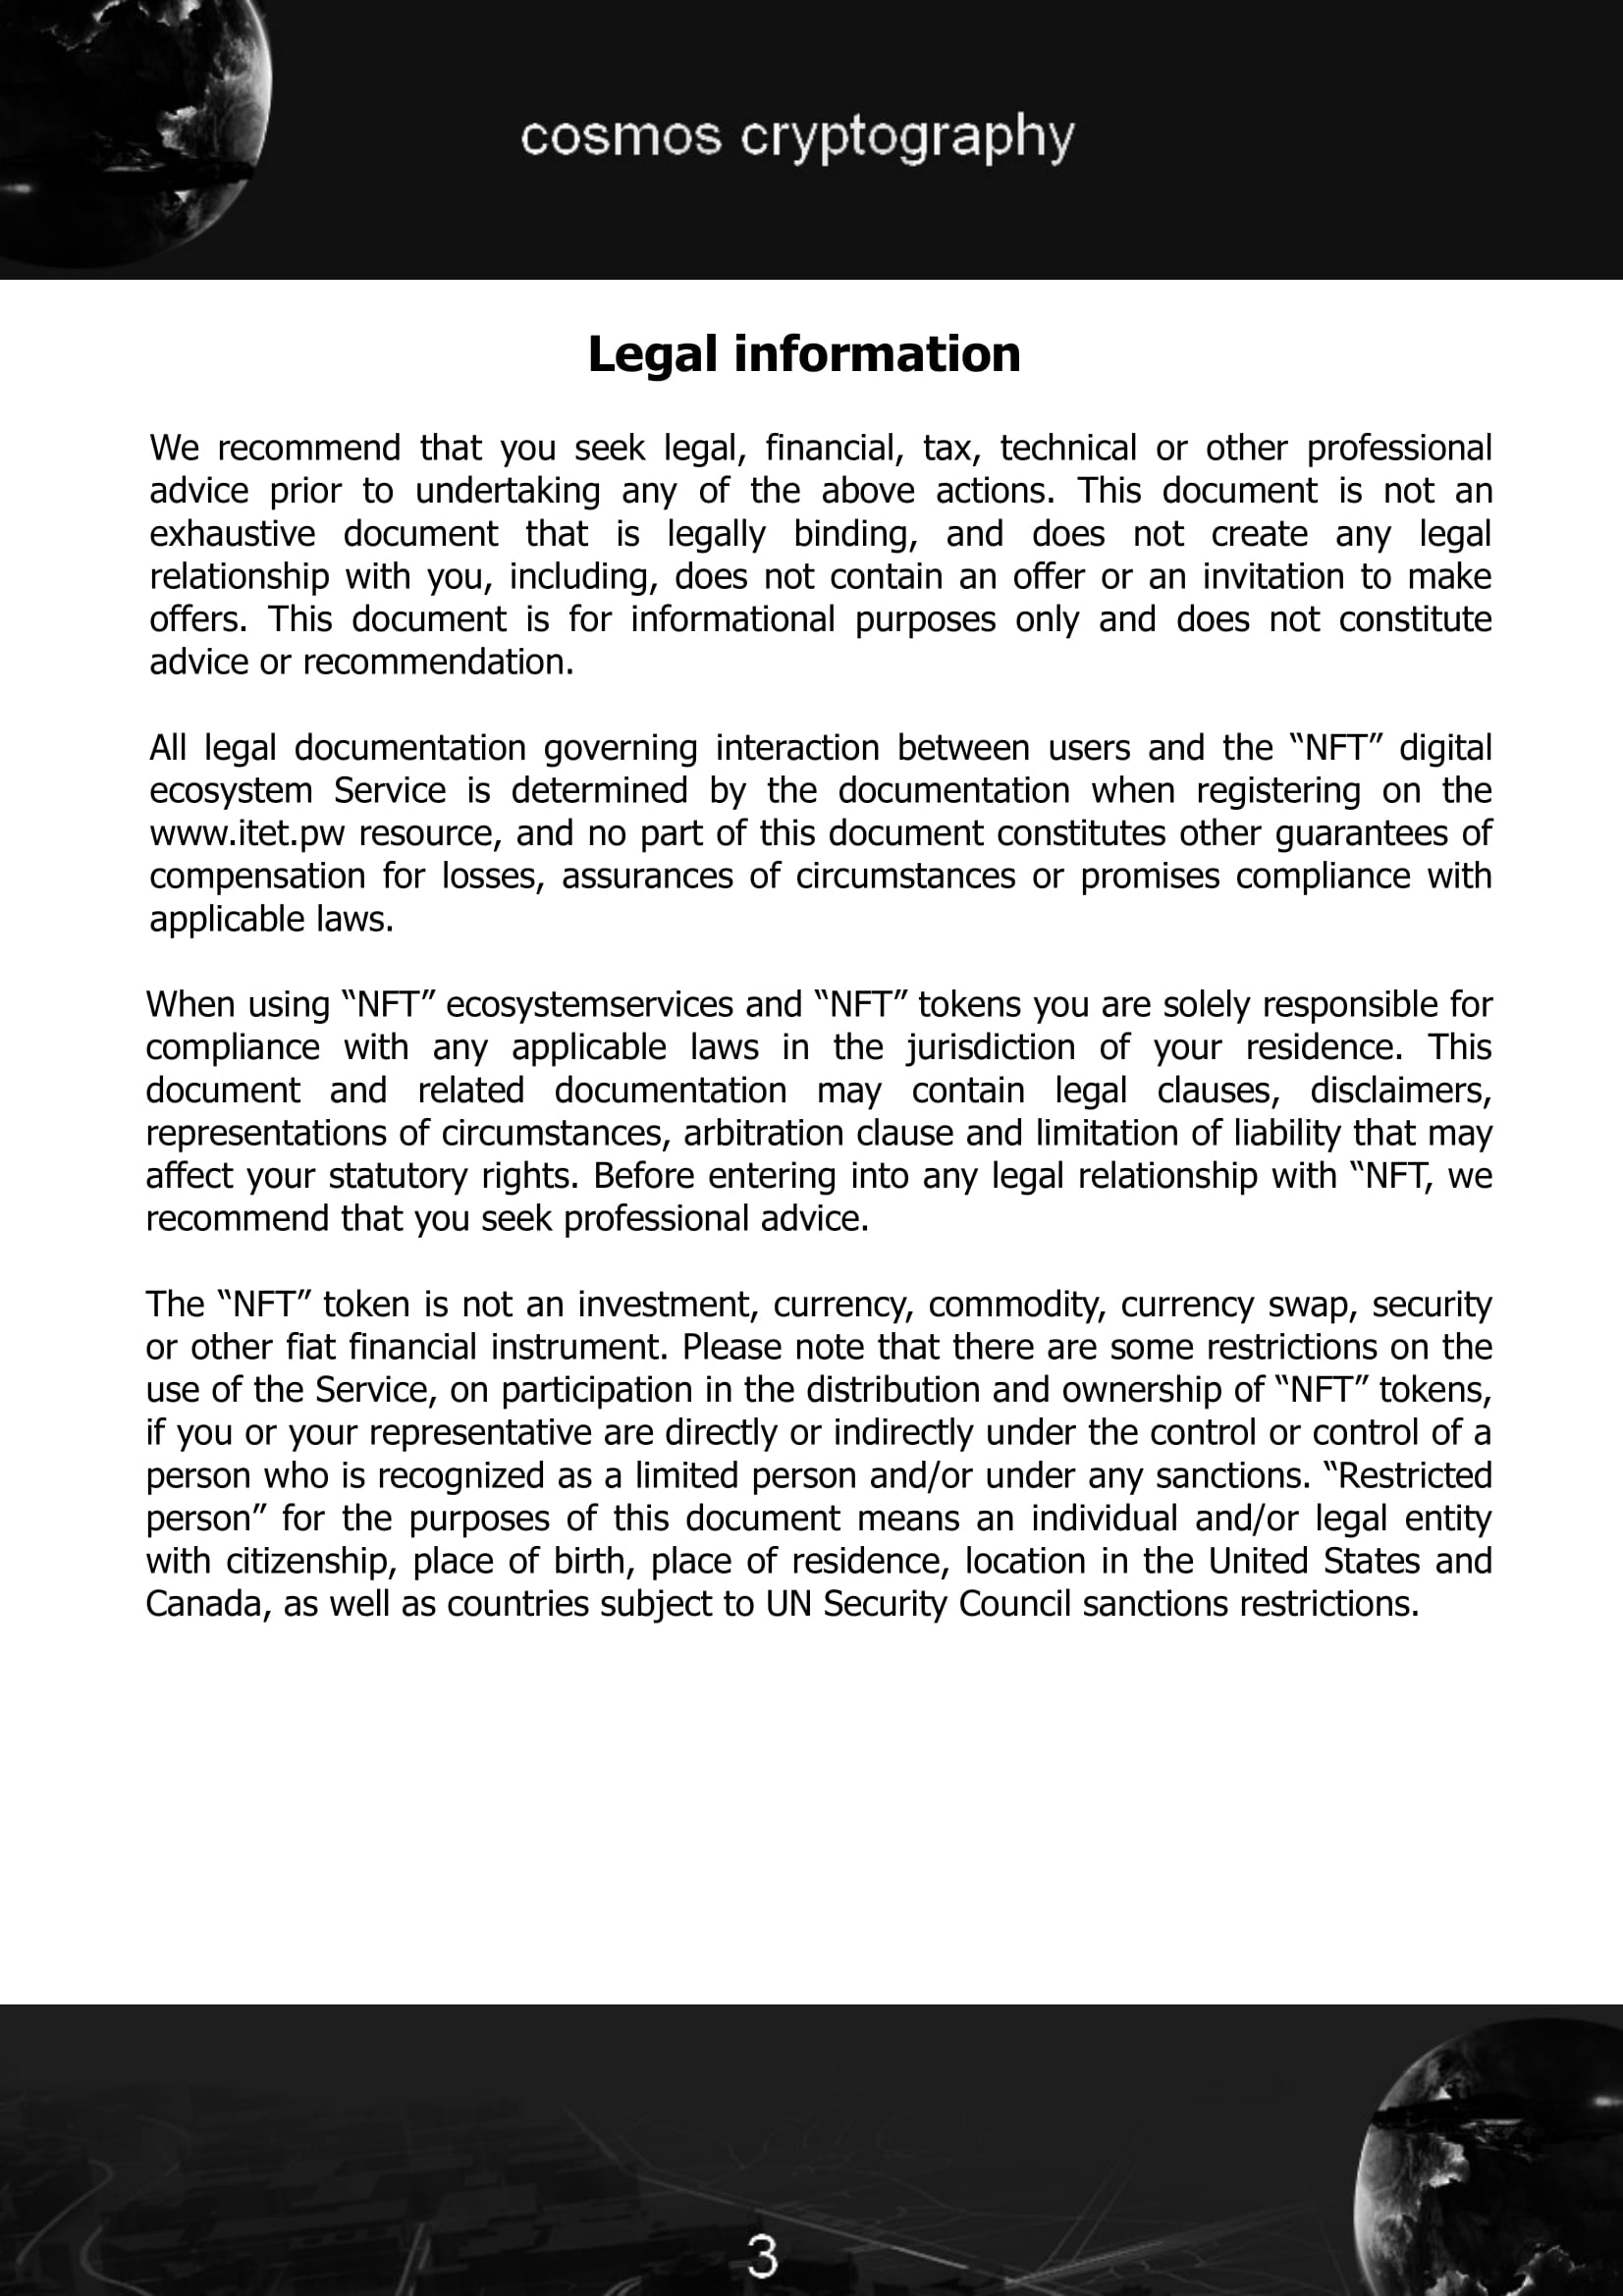 cosmos cryptography
Legal information
We recommend that you seek legal, financial, tax, technical or other professional
advice prior to undertaking any of the above actions. This document is not an
exhaustive document that is legally binding, and does not create any legal
relationship with you, including, does not contain an offer or an invitation to make
offers. This document is for informational purposes only and does not constitute
advice or recommendation.
All legal documentation governing interaction between users and the “NFT” digital
ecosystem Service is determined by the documentation when registering on the
www.itet.pw resource, and no part of this document constitutes other guarantees of
compensation for losses, assurances of circumstances or promises compliance with
applicable laws.
When using “NFT” ecosystemservices and “NFT” tokens you are solely responsible for
compliance with any applicable laws in the jurisdiction of your residence. This
document and related documentation may contain legal clauses, disclaimers,
representations of circumstances, arbitration clause and limitation of liability that may
affect your statutory rights. Before entering into any legal relationship with “NFT, we
recommend that you seek professional advice.
The “NFT” token is not an investment, currency, commodity, currency swap, security
or other fiat financial instrument. Please note that there are some restrictions on the
use of the Service, on participation in the distribution and ownership of “NFT” tokens,
if you or your representative are directly or indirectly under the control or control of a
person who is recognized as a limited person and/or under any sanctions. “Restricted
person” for the purposes of this document means an individual and/or legal entity
with citizenship, place of birth, place of residence, location in the United States and
Canada, as well as countries subject to UN Security Council sanctions restrictions.
3